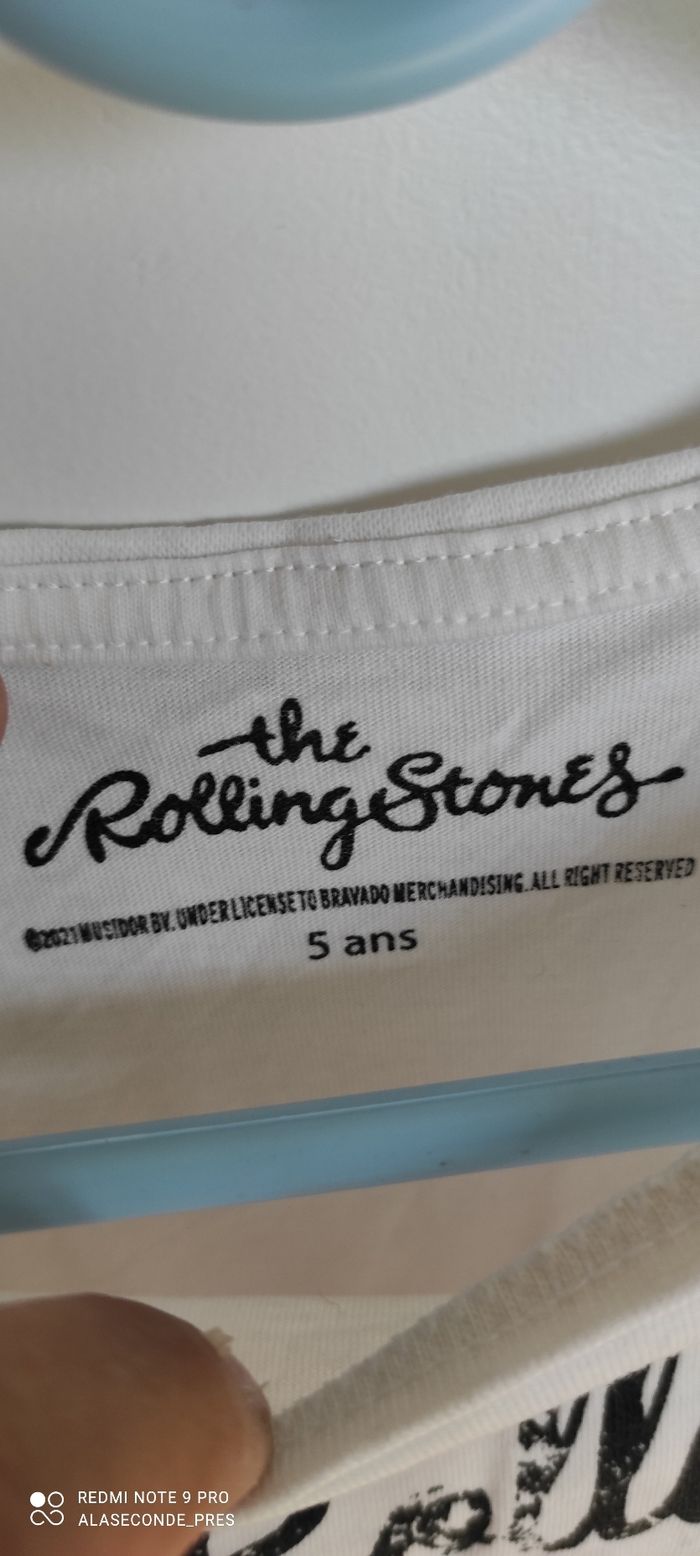 the
Rolling Stones
©2021 MUSIDOR BV. UNDER LICENSE TO BRAVADO MERCHANDISING. ALL RIGHT RESERVED
5 ans
REDMI NOTE 9 PRO
ALASECONDE_PRES